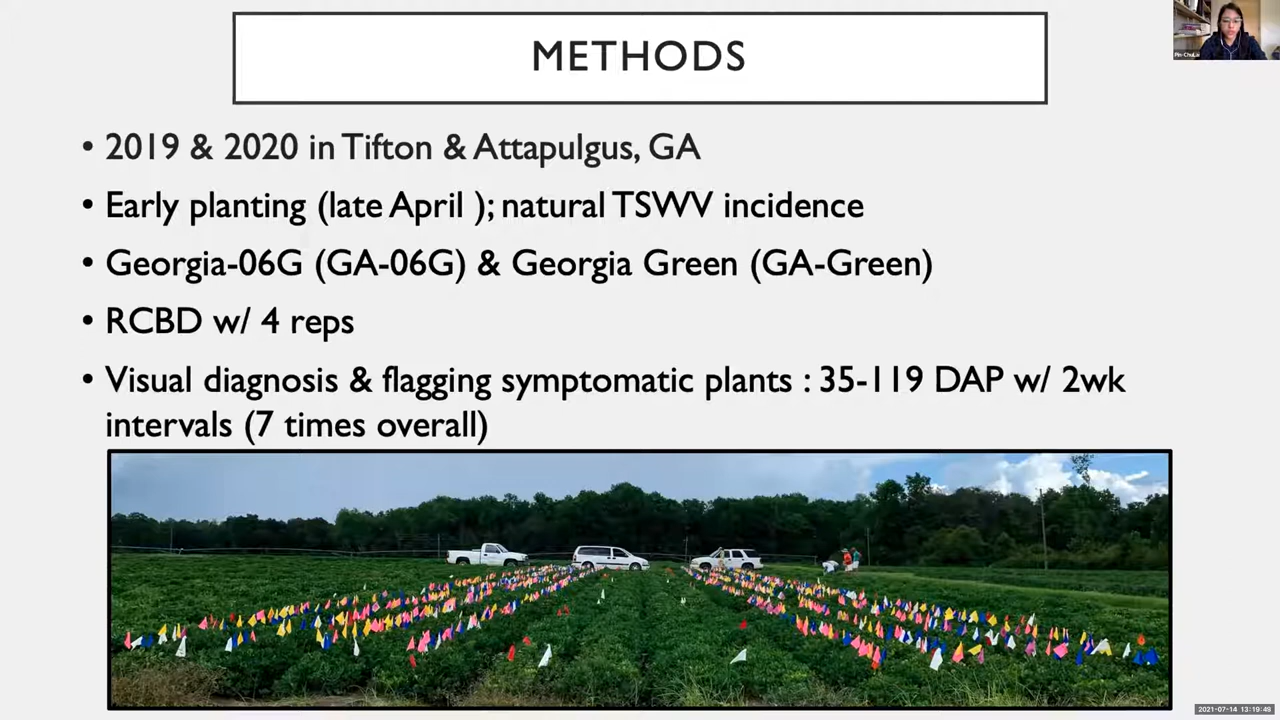 METHODS
• 2019 & 2020 in Tifton & Attapulgus, GA
• Early planting (late April ); natural TSWV incidence
• Georgia-06G (GA-06G) & Georgia Green (GA-Green)
• RCBD w/ 4 reps
• Visual diagnosis & flagging symptomatic plants : 35-119 DAP w/ 2wk
intervals (7 times overall)
2021-07-14 13:19:48